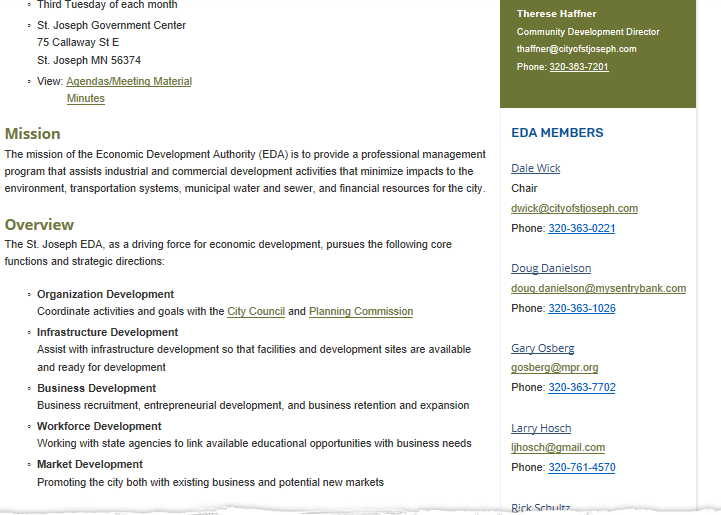 Third Tuesday of each month
St. Joseph Government Center
75 Callaway St E
St. Joseph MN 56374
View: Agendas/Meeting Material
Minutes
Mission
The mission of the Economic Development Authority (EDA) is to provide a professional management
program that assists industrial and commercial development activities that minimize impacts to the
environment, transportation systems, municipal water and sewer, and financial resources for the city.
Overview
The St. Joseph EDA, as a driving force for economic development, pursues the following core
functions and strategic directions:
Organization Development
Coordinate activities and goals with the City Council and Planning Commission
Infrastructure Development
Assist with infrastructure development so that facilities and development sites are available
and ready for development
Business Development
Business recruitment, entrepreneurial development, and business retention and expansion
Workforce Development
Working with state agencies to link available educational opportunities with business needs
Market Development
Promoting the city both with existing business and potential new markets
Therese Haffner
Community Development Director
thaffner@cityofstjoseph.com
Phone: 320-363-7201
EDA MEMBERS
Dale Wick
Chair
dwick@cityofstjoseph.com
Phone: 320-363-0221
Doug Danielson
doug.danielson@mysentrybank.com
Phone: 320-363-1026
Gary Osberg
gosberg@mpr.org
Phone: 320-363-7702
Larry Hosch
ljhosch@gmail.com
Phone: 320-761-4570
Rick Schultz